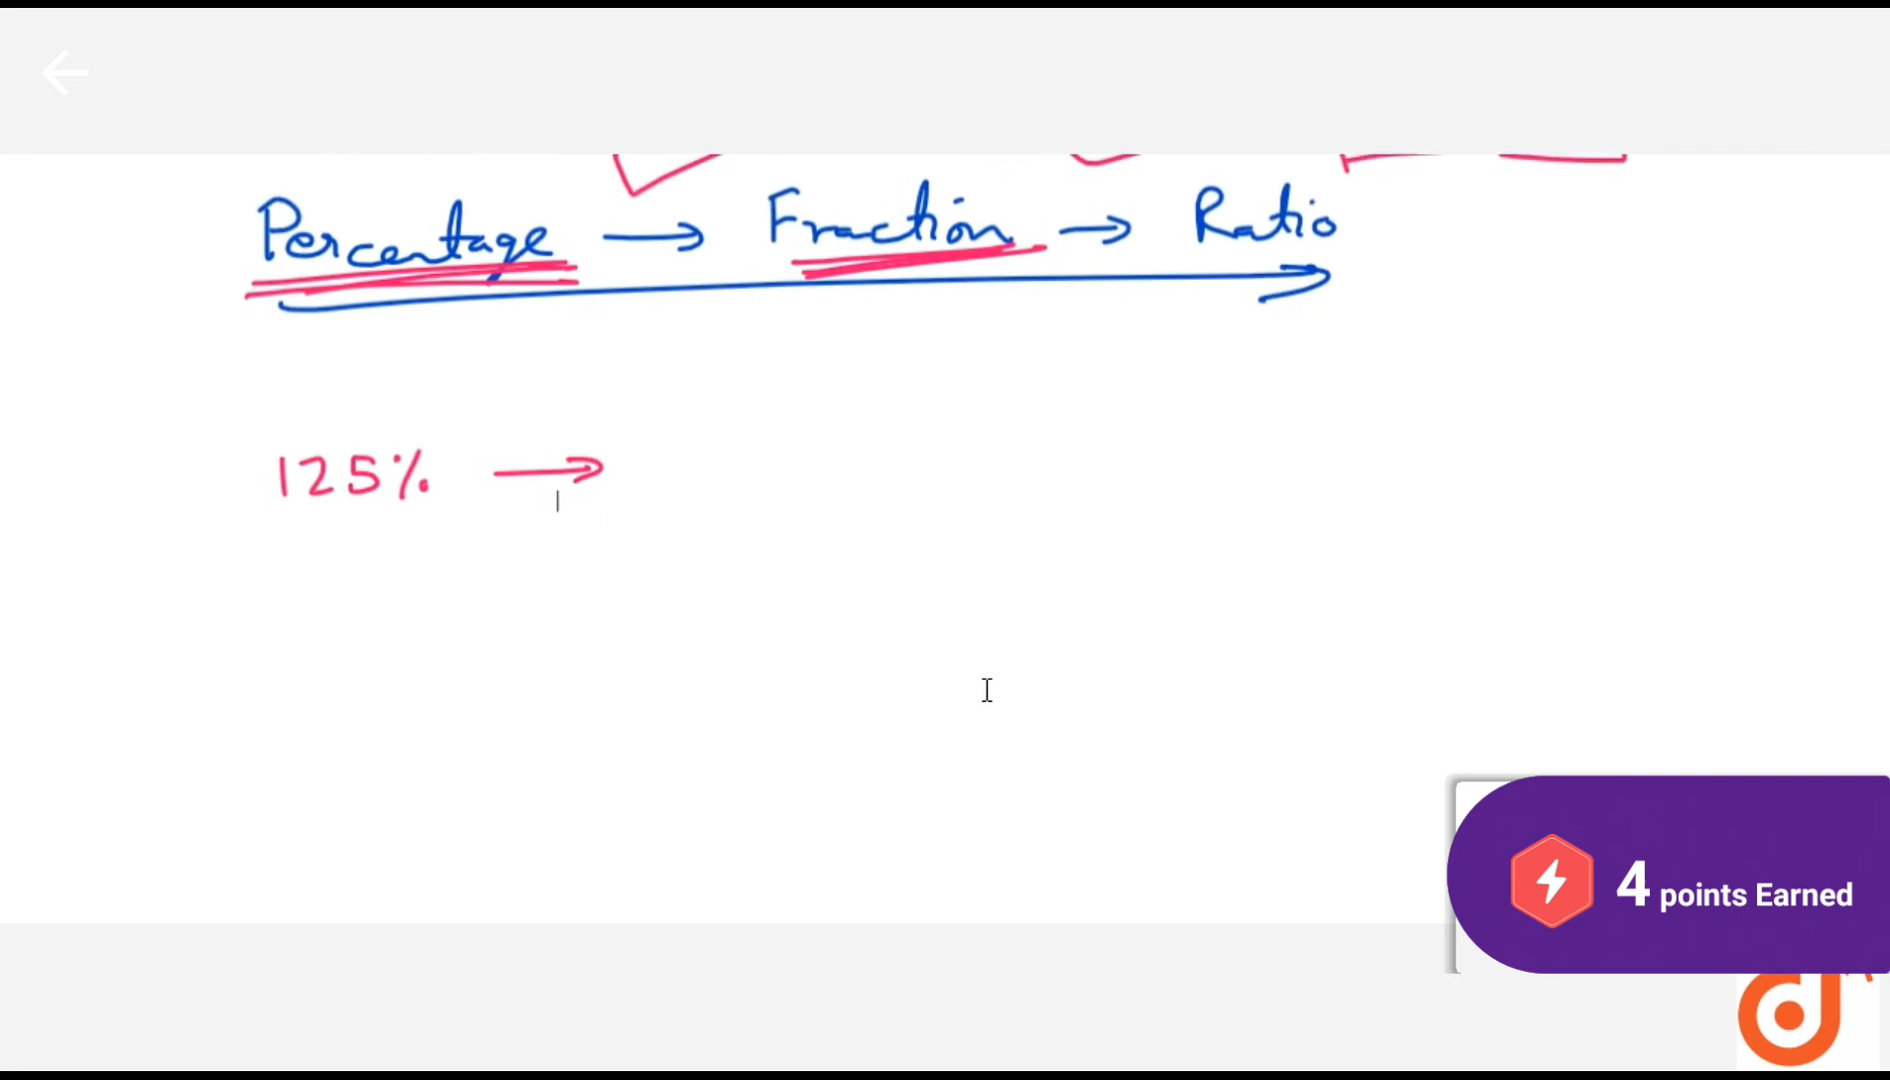 Percentage → Fraction → Ratio
125% →
4 points Earned